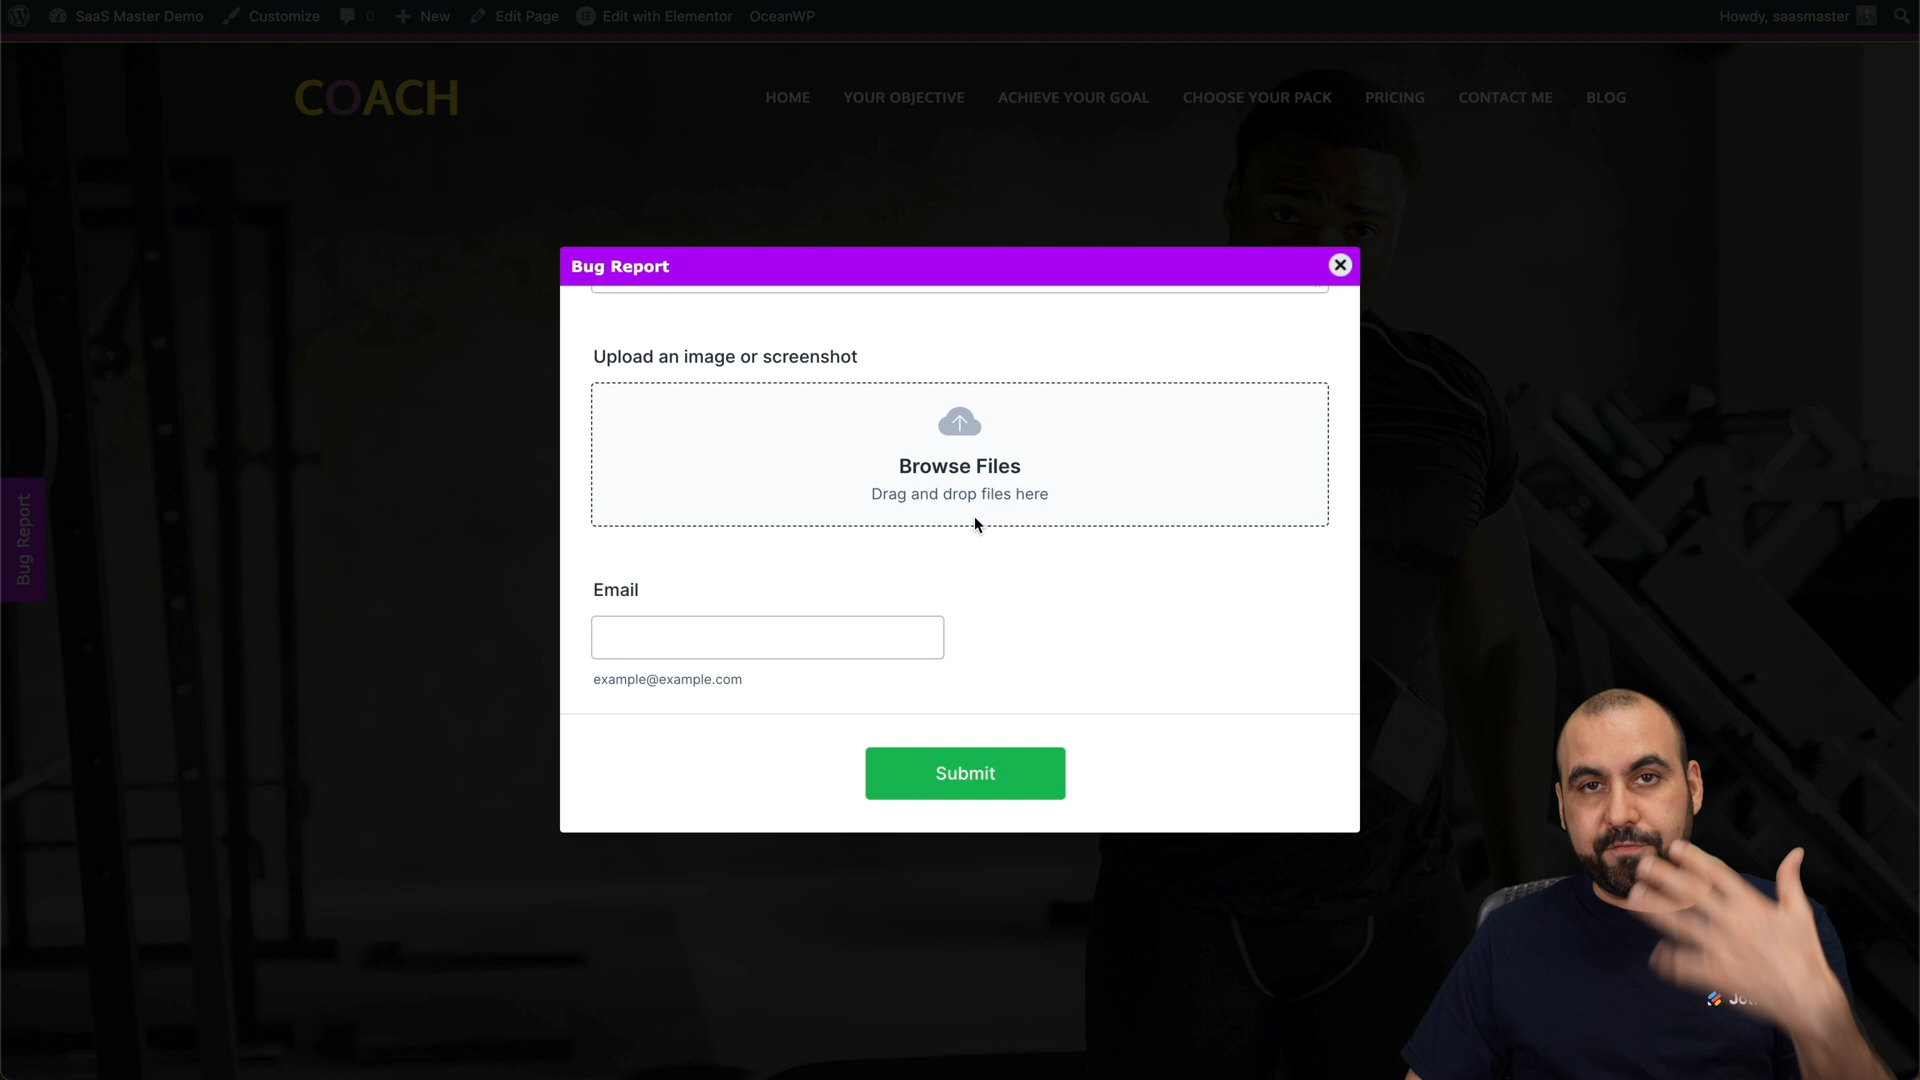 SaaS Master Demo Customize 0 New Edit Page Edit with Elementor OceanWP Howdy, saasmaster
COACH HOME YOUR OBJECTIVE ACHIEVE YOUR GOAL CHOOSE YOUR PACK PRICING CONTACT ME BLOG
Bug Report
Upload an image or screenshot
Browse Files
Drag and drop files here
Bug Report
Email
example@example.com
Submit